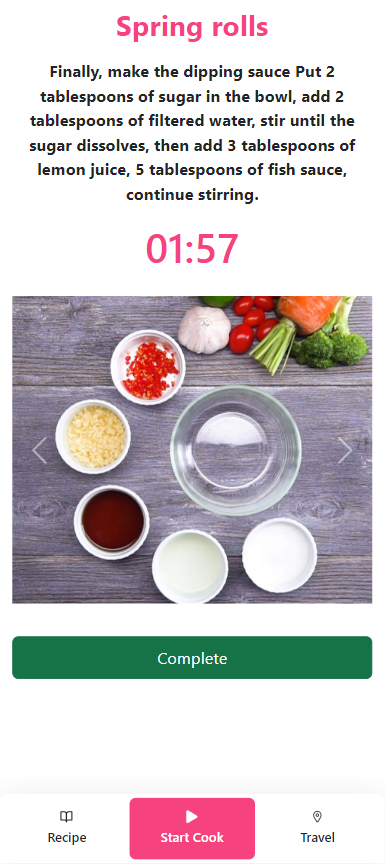 Spring rolls
Finally, make the dipping sauce Put 2
tablespoons of sugar in the bowl, add 2
tablespoons of filtered water, stir until the
sugar dissolves, then add 3 tablespoons of
lemon juice, 5 tablespoons of fish sauce,
continue stirring.
01:57
Complete
Recipe
Start Cook
Travel